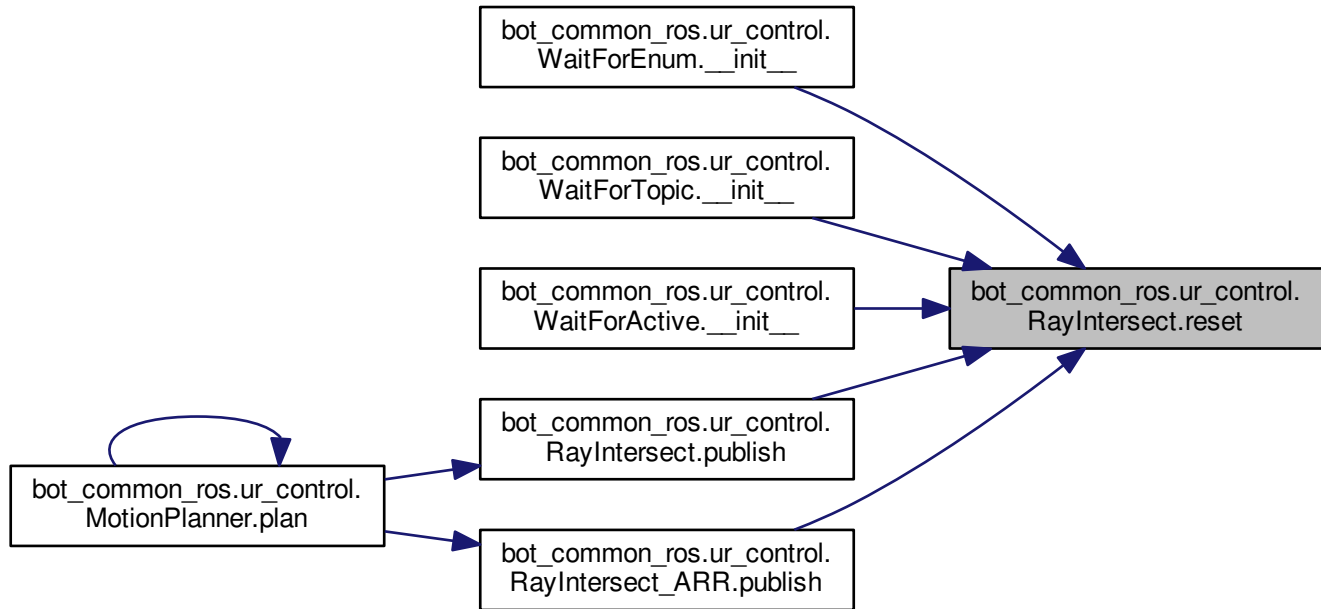 bot_common_ros.ur_control.
WaitForEnum.__init__
bot_common_ros.ur_control.
WaitForTopic.__init__
bot_common_ros.ur_control.
WaitForActive.__init__
bot_common_ros.ur_control.
RayIntersect.reset
bot_common_ros.ur_control.
RayIntersect.publish
bot_common_ros.ur_control.
MotionPlanner.plan
bot_common_ros.ur_control.
RayIntersect_ARR.publish